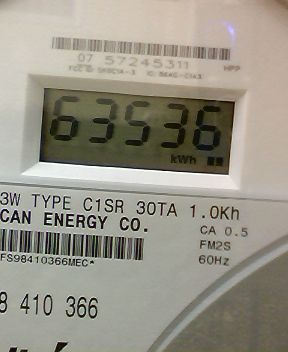 07 57245311
HPP
63536
kWh
3W TYPE C1SR 30TA 1.0Kh
CAN ENERGY CO.
CA 0.5
FM2S
60Hz
FS98410366MEC*
8 410 366